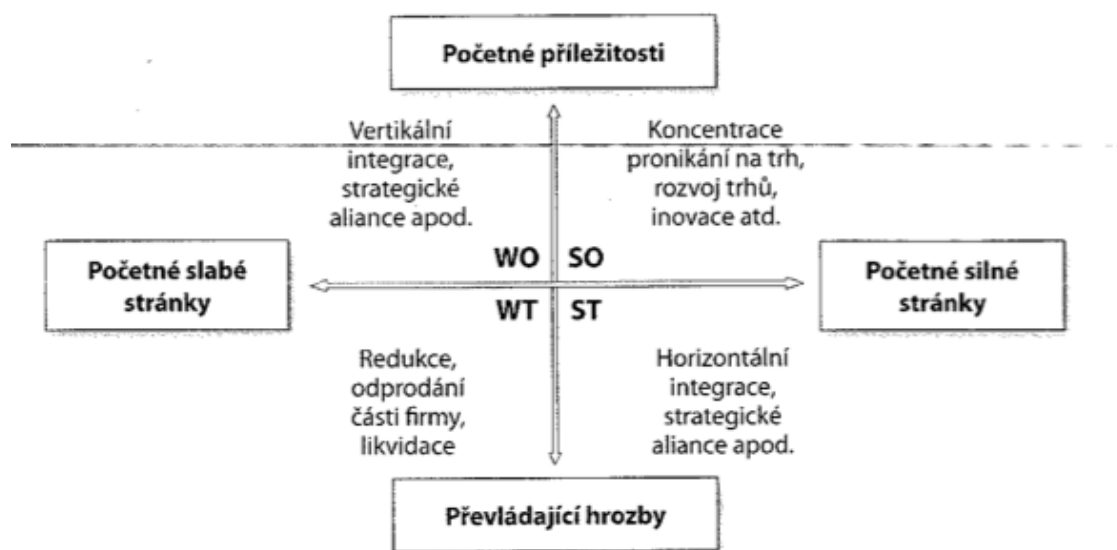 Početné příležitosti
Vertikální
integrace,
strategické
aliance apod.
Koncentrace
pronikání na trh,
rozvoj trhů,
inovace atd.
Početné slabé
stránky
WO
SO
WT
ST
Početné silné
stránky
Redukce,
odprodání
části firmy,
likvidace
Horizontální
integrace,
strategické
aliance apod.
Převládající hrozby